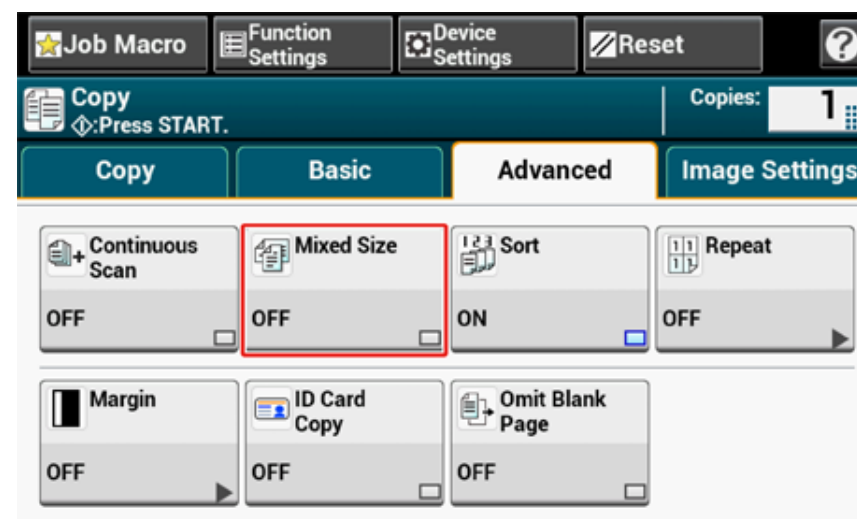 Job Macro
Function
Settings
Device
Settings
Reset
?
Copy
:Press START.
Copies:
1
Copy
Basic
Advanced
Image Settings
Continuous
Scan
OFF
Mixed Size
OFF
Sort
ON
Repeat
OFF
Margin
OFF
ID Card
Copy
OFF
Omit Blank
Page
OFF